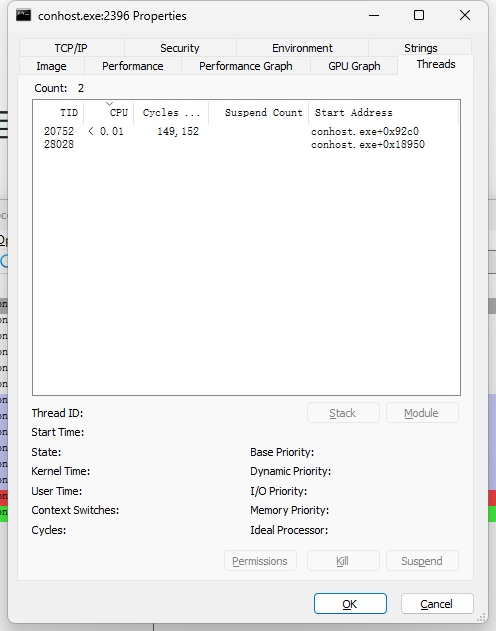 conhost.exe:2396 Properties
TCP/IP Security Environment Strings
Image Performance Performance Graph GPU Graph Threads
Count: 2
TID CPU Cycles ... Suspend Count Start Address
20752 < 0.01 149,152 conhost.exe+0x92c0
28028 conhost.exe+0x18950
Thread ID: Stack Module
Start Time:
State: Base Priority:
Kernel Time: Dynamic Priority:
User Time: I/O Priority:
Context Switches: Memory Priority:
Cycles: Ideal Processor:
Permissions Kill Suspend
OK Cancel